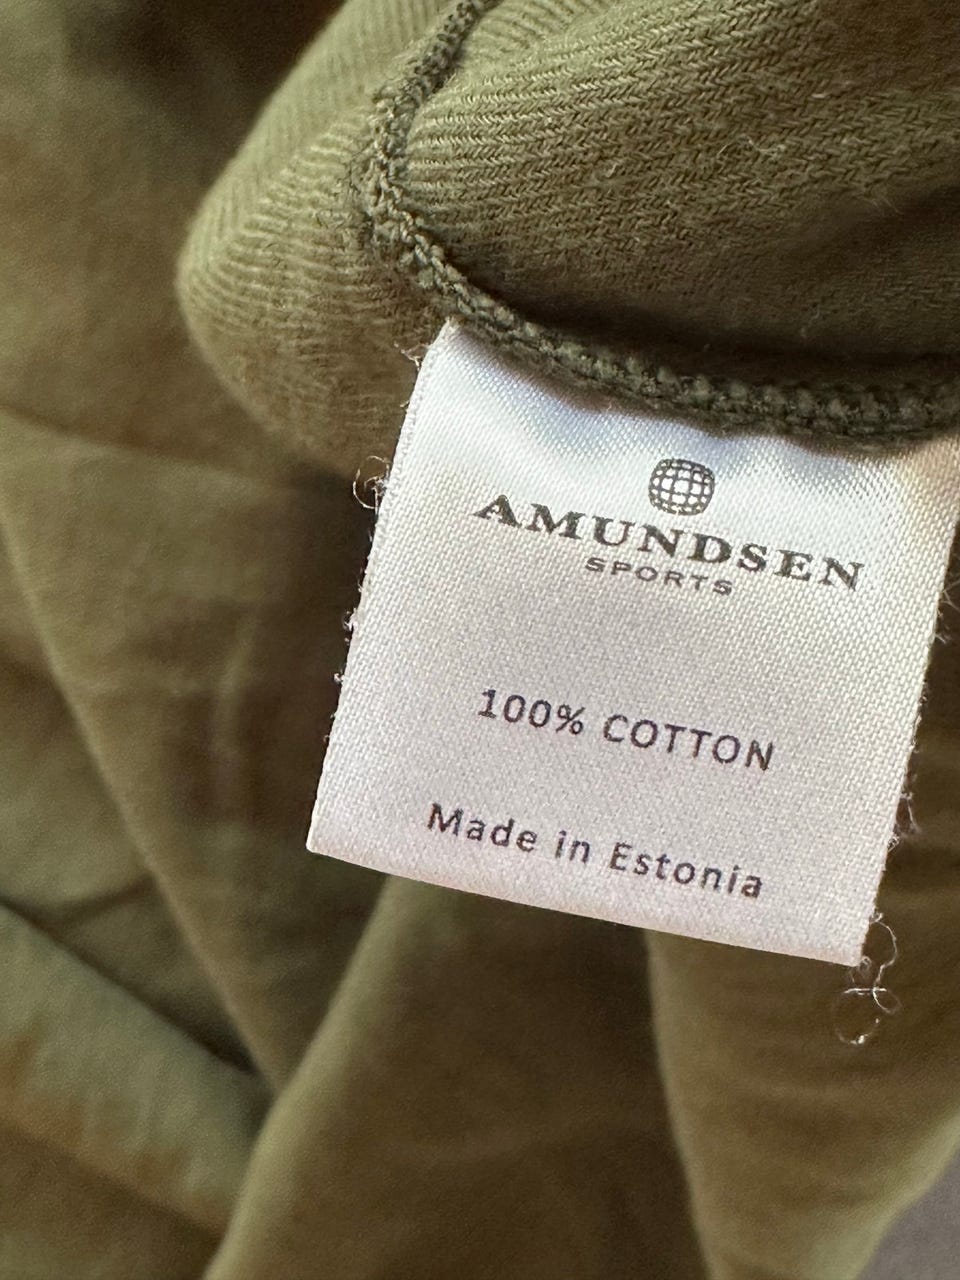 AMUNDSEN
SPORTS
100% COTTON
Made in Estonia